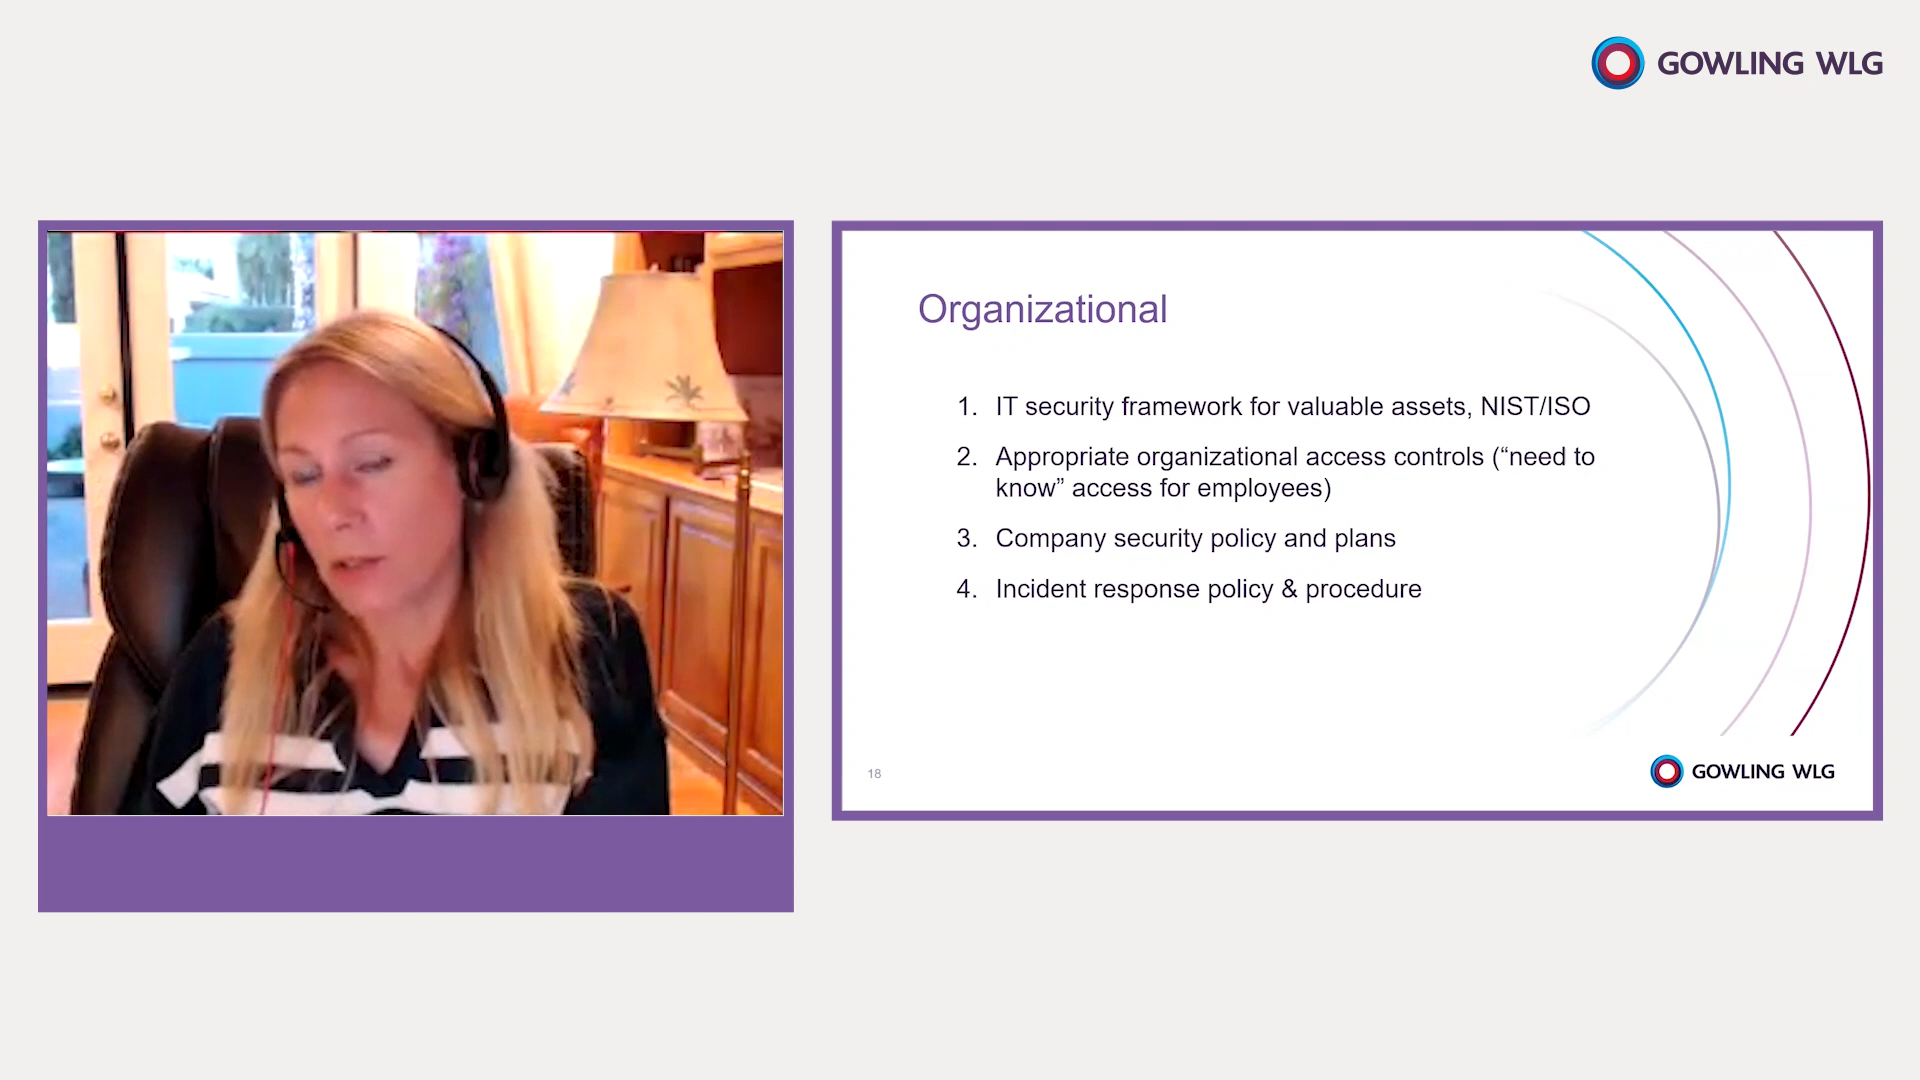 GOWLING WLG
Organizational
1. IT security framework for valuable assets, NIST/ISO
2. Appropriate organizational access controls (“need to
know” access for employees)
3. Company security policy and plans
4. Incident response policy & procedure
18
GOWLING WLG